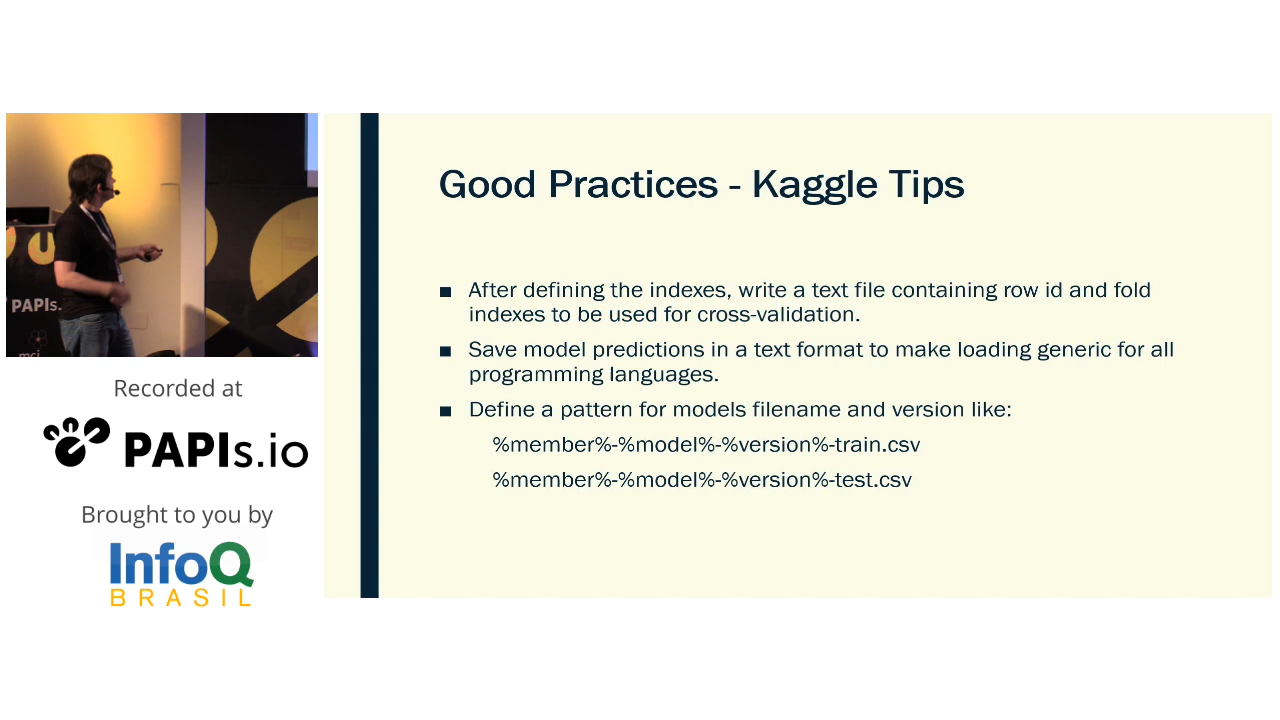 Good Practices - Kaggle Tips
■ After defining the indexes, write a text file containing row id and fold
indexes to be used for cross-validation.
■ Save model predictions in a text format to make loading generic for all
programming languages.
■ Define a pattern for models filename and version like:
%member%-%model%-%version%-train.csv
%member%-%model%-%version%-test.csv
PAPIs.
mci
Recorded at
PAPIs.io
Brought to you by
InfoQ
BRASIL